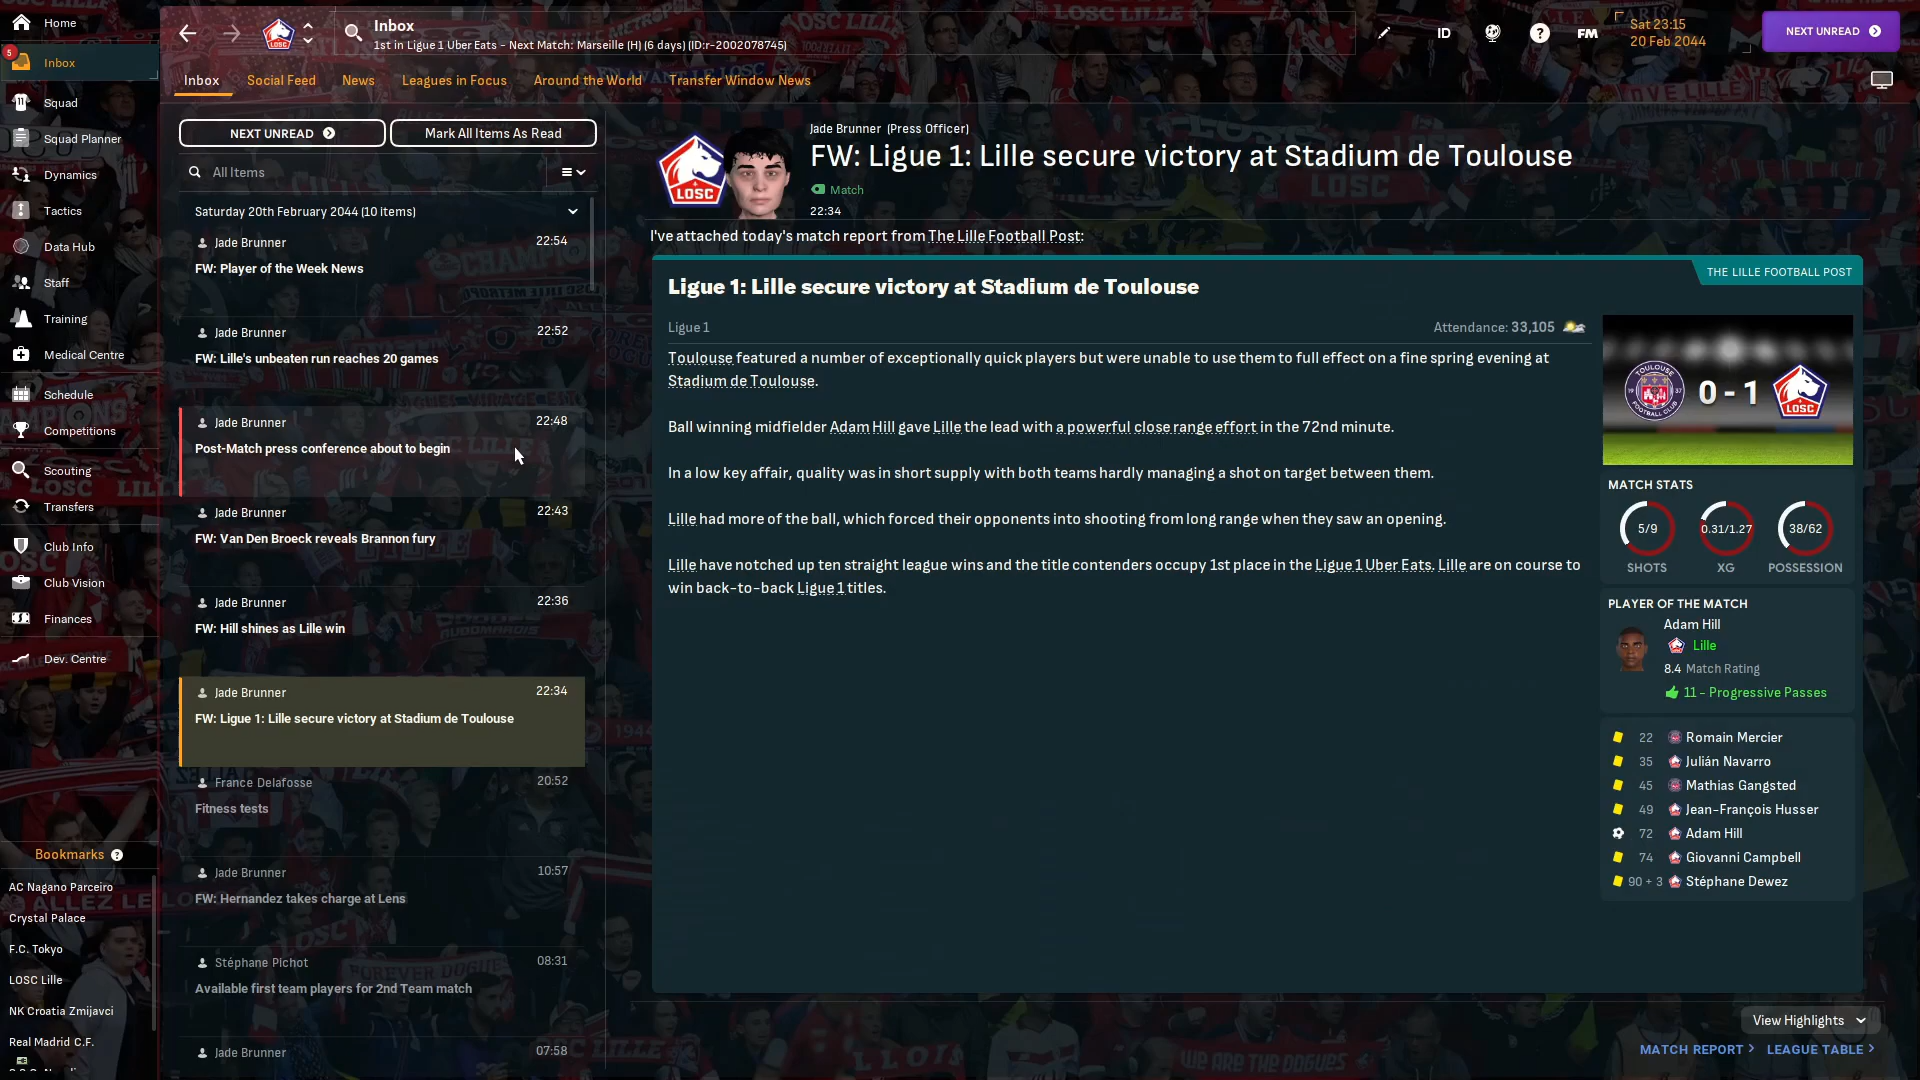 Home
5
Inbox
Squad
Squad Planner
Dynamics
Tactics
Data Hub
Staff
Training
Medical Centre
Schedule
Competitions
Scouting
Transfers
Club Info
Club Vision
Finances
Dev. Centre
Bookmarks ?
AC Nagano Parceiro
Crystal Palace
F.C. Tokyo
LOSC Lille
NK Croatia Zmijavci
Real Madrid C.F.
Inbox
1st in Ligue 1 Uber Eats - Next Match: Marseille (H) (6 days) (ID:r-2002078745)
ID
?
FM
Sat 23:15
20 Feb 2044
NEXT UNREAD
Inbox
Social Feed
News
Leagues in Focus
Around the World
Transfer Window News
NEXT UNREAD
Mark All Items As Read
All Items
Saturday 20th February 2044 (10 items)
Jade Brunner 22:54
FW: Player of the Week News
Jade Brunner 22:52
FW: Lille's unbeaten run reaches 20 games
Jade Brunner 22:48
Post-Match press conference about to begin
Jade Brunner 22:43
FW: Van Den Broeck reveals Brannon fury
Jade Brunner 22:36
FW: Hill shines as Lille win
Jade Brunner 22:34
FW: Ligue 1: Lille secure victory at Stadium de Toulouse
France Delafosse 20:52
Fitness tests
Jade Brunner 10:57
FW: Hernandez takes charge at Lens
Stéphane Pichot 08:31
Available first team players for 2nd Team match
Jade Brunner 07:58
LOSC
Jade Brunner (Press Officer)
FW: Ligue 1: Lille secure victory at Stadium de Toulouse
Match
22:34
I've attached today's match report from The Lille Football Post:
THE LILLE FOOTBALL POST
Ligue 1: Lille secure victory at Stadium de Toulouse
Ligue 1
Attendance: 33,105
Toulouse featured a number of exceptionally quick players but were unable to use them to full effect on a fine spring evening at
Stadium de Toulouse.
Ball winning midfielder Adam Hill gave Lille the lead with a powerful close range effort in the 72nd minute.
In a low key affair, quality was in short supply with both teams hardly managing a shot on target between them.
Lille had more of the ball, which forced their opponents into shooting from long range when they saw an opening.
Lille have notched up ten straight league wins and the title contenders occupy 1st place in the Ligue 1 Uber Eats. Lille are on course to
win back-to-back Ligue 1 titles.
TOULOUSE
FOOTBALL CLUB
0 - 1
LOSC
MATCH STATS
5/9
0.31/1.27
38/62
SHOTS
XG
POSSESSION
PLAYER OF THE MATCH
Adam Hill
Lille
8.4 Match Rating
11 - Progressive Passes
22 Romain Mercier
35 Julián Navarro
45 Mathias Gangsted
49 Jean-François Husser
72 Adam Hill
74 Giovanni Campbell
90 + 3 Stéphane Dewez
View Highlights
MATCH REPORT
LEAGUE TABLE